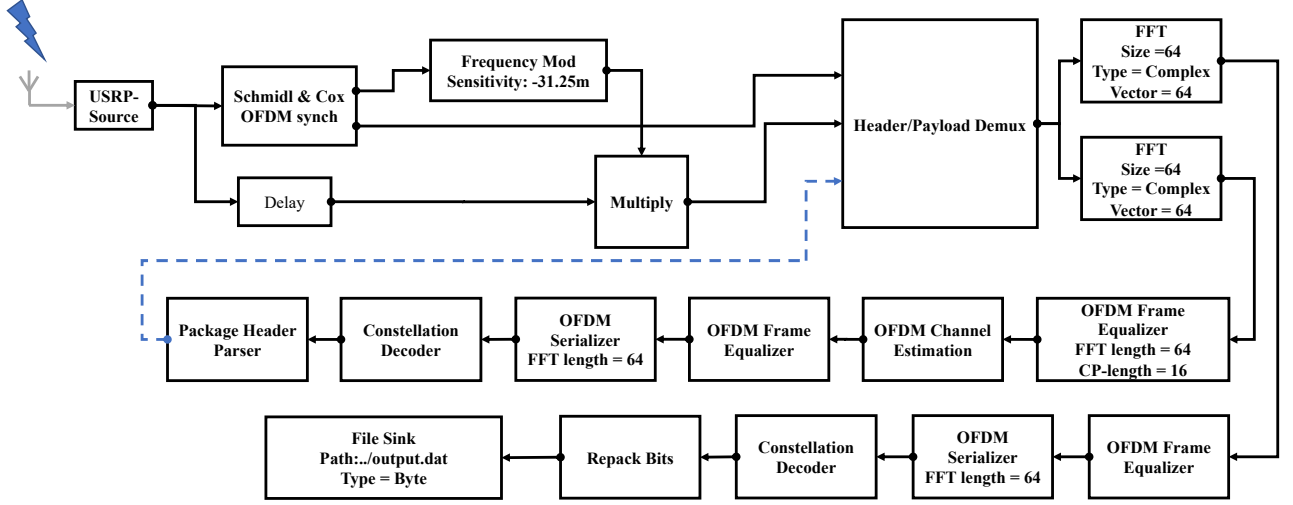 USRP-
Source
Schmidl & Cox
OFDM synch
Frequency Mod
Sensitivity: -31.25m
Delay
Multiply
Header/Payload Demux
FFT
Size =64
Type = Complex
Vector = 64
FFT
Size =64
Type = Complex
Vector = 64
Package Header
Parser
Constellation
Decoder
OFDM
Serializer
FFT length = 64
OFDM Frame
Equalizer
OFDM Channel
Estimation
OFDM Frame
Equalizer
FFT length = 64
CP-length = 16
File Sink
Path:../output.dat
Type = Byte
Repack Bits
Constellation
Decoder
OFDM
Serializer
FFT length = 64
OFDM Frame
Equalizer